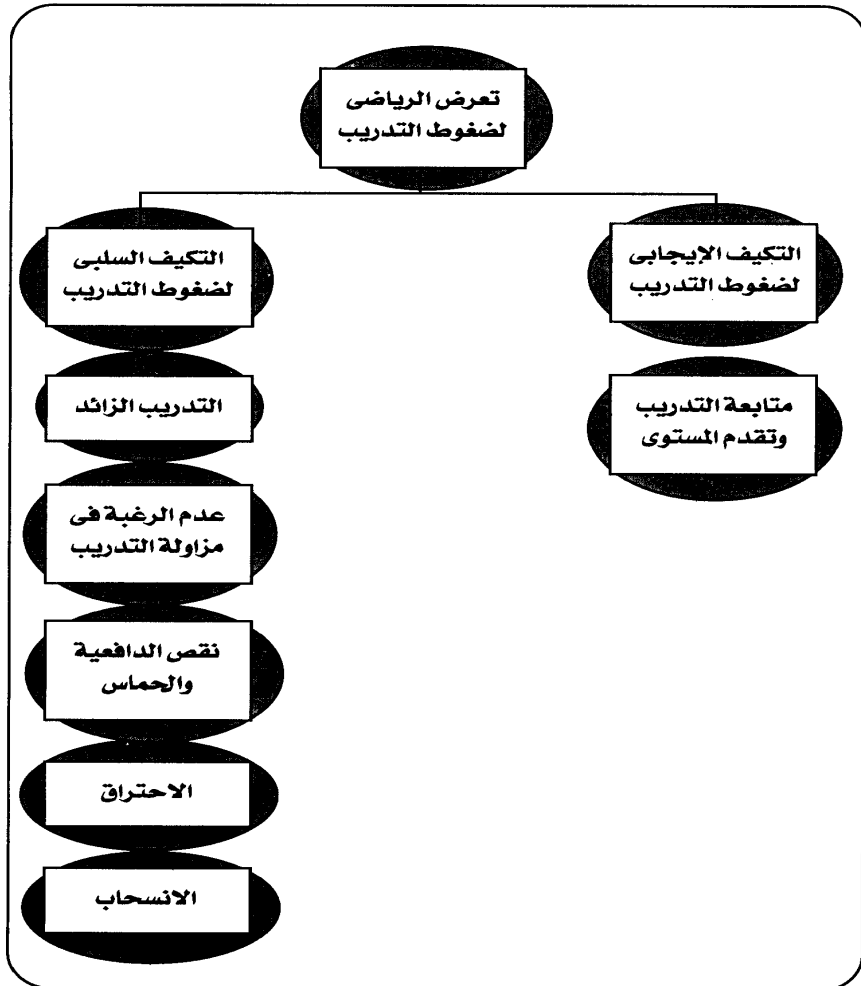 تعرض الرياضى
لضغوط التدريب
التكيف الإيجابى
لضغوط التدريب
متابعة التدريب
وتقدم المستوى
التكيف السلبى
لضغوط التدريب
التدريب الزائد
عدم الرغبة فى
مزاولة التدريب
نقص الدافعية
والحماس
الاحتراق
الانسحاب